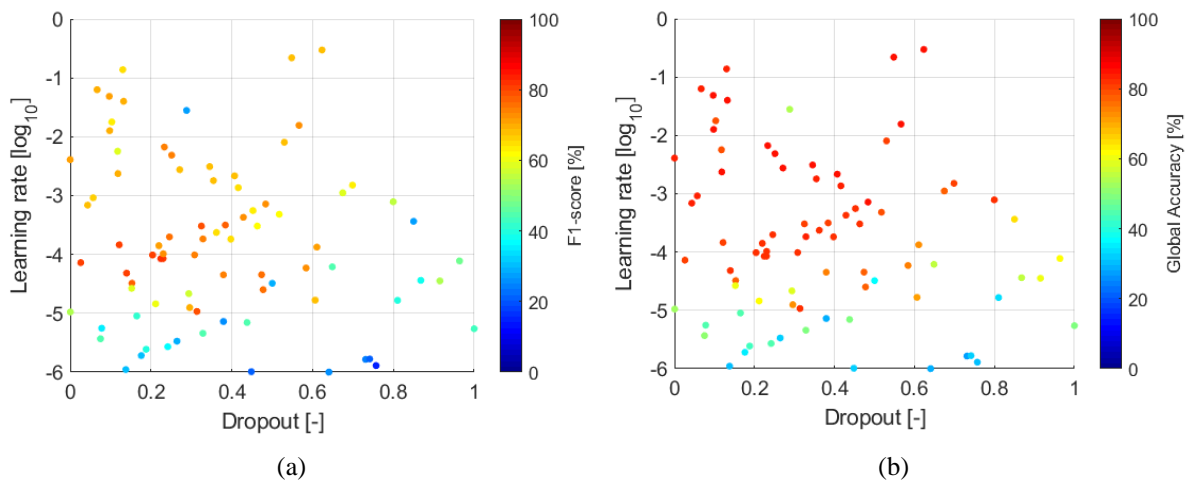 0
-1
-2
-3
-4
-5
-6
Learning rate [log10]
0 0.2 0.4 0.6 0.8 1
Dropout [-]
100
80
60
40
20
0
F1-score [%]
(a)
0
-1
-2
-3
-4
-5
-6
Learning rate [log10]
0 0.2 0.4 0.6 0.8 1
Dropout [-]
100
80
60
40
20
0
Global Accuracy [%]
(b)